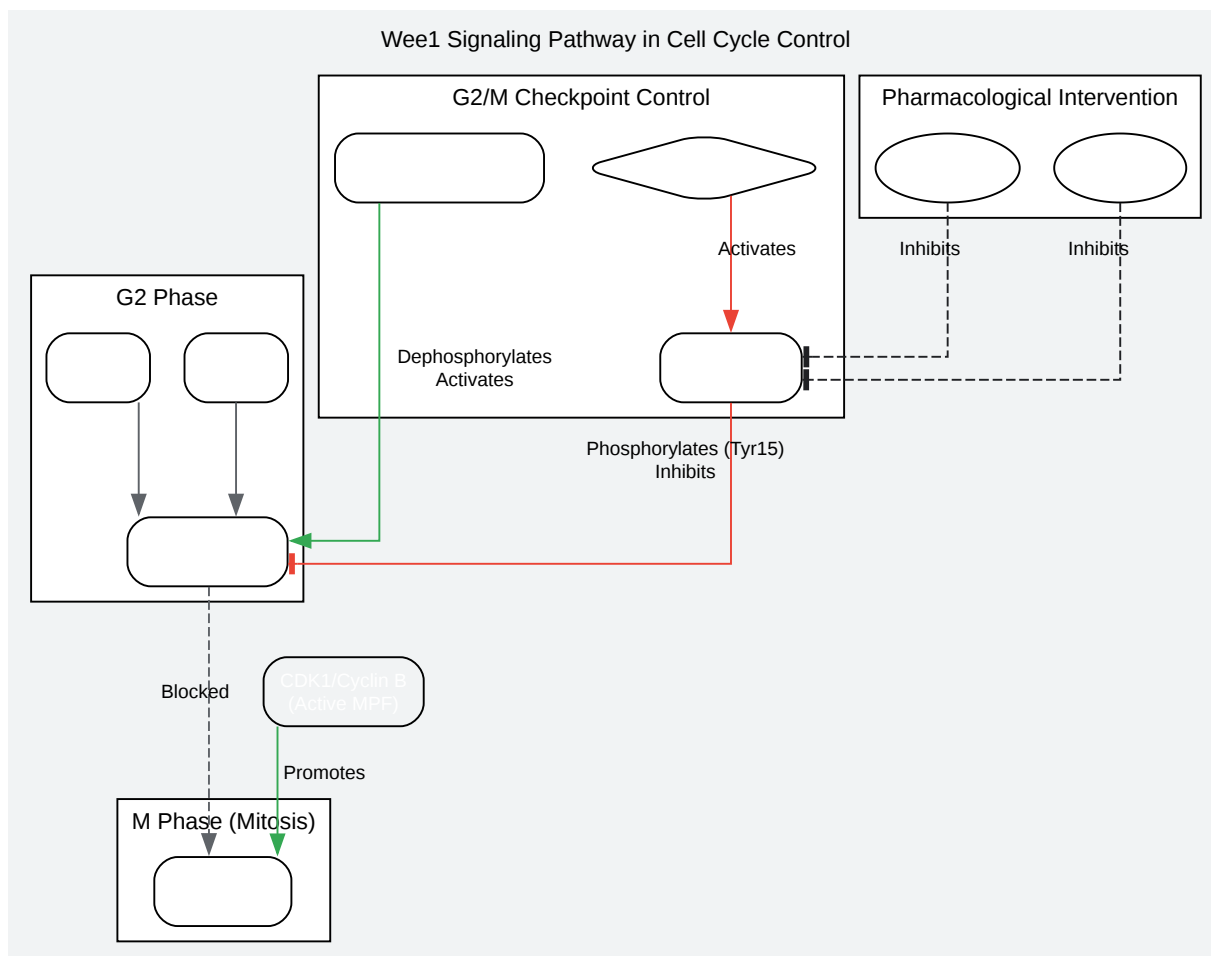 Wee1 Signaling Pathway in Cell Cycle Control
G2/M Checkpoint Control
Pharmacological Intervention
Activates
Inhibits
Inhibits
G2 Phase
Dephosphorylates
Activates
Phosphorylates (Tyr15)
Inhibits
CDK1/Cyclin B
(Active MPF)
Blocked
Promotes
M Phase (Mitosis)